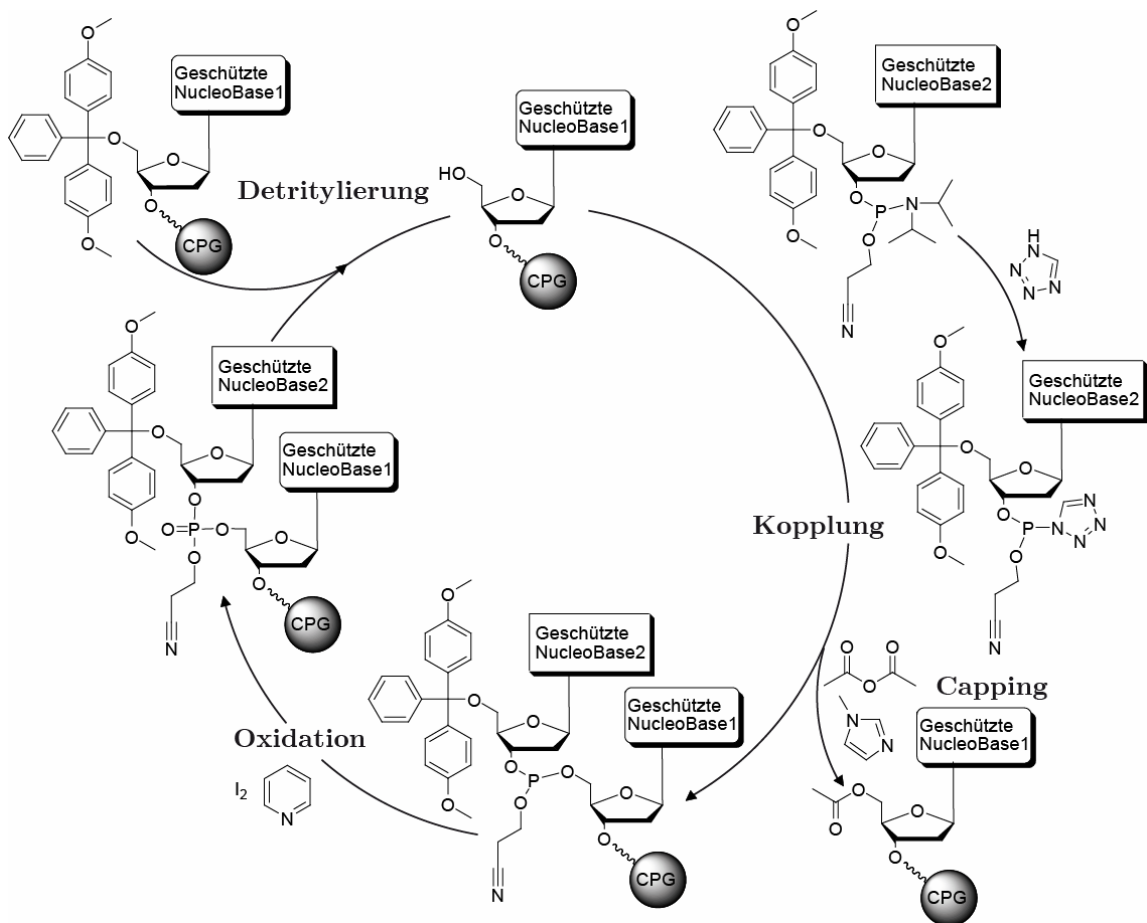 Geschützte
NucleoBase1
O
O
O
O
O
CPG
Detritylierung
Geschützte
NucleoBase1
HO
O
O
CPG
Geschützte
NucleoBase2
O
O
O
O
O
P
N
O
N
H
N
N
N
N
Geschützte
NucleoBase2
O
O
O
O
O
P
N
N
N
N
O
N
Geschützte
NucleoBase2
O
O
O
O
O
O=P
O
O
N
Geschützte
NucleoBase1
O
O
CPG
Kopplung
O
O
O
N
N
Capping
Geschützte
NucleoBase1
O
O
O
O
CPG
Geschützte
NucleoBase2
O
O
O
O
O
P
O
O
N
Geschützte
NucleoBase1
O
O
CPG
Oxidation
I2
N